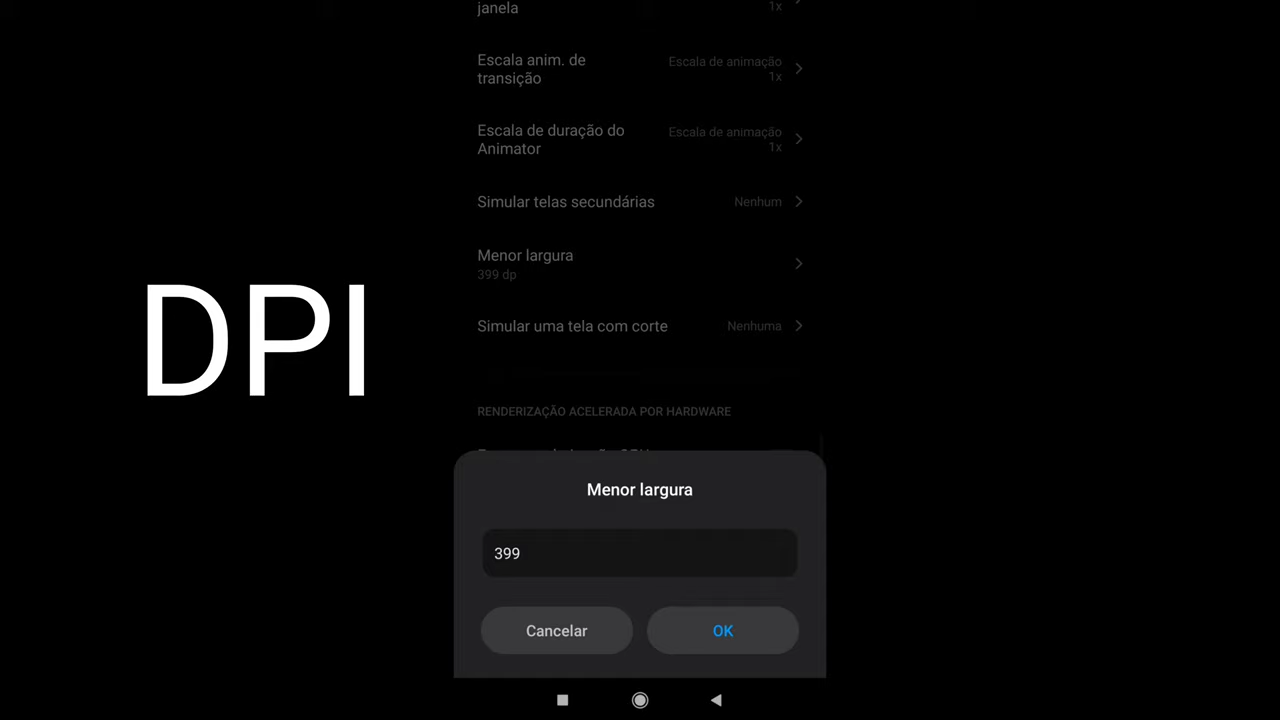 janela
1x
Escala anim. de
transição
Escala de animação
1x
Escala de duração do
Animator
Escala de animação
1x
Simular telas secundárias
Nenhum
Menor largura
399 dp
DPI
Simular uma tela com corte
Nenhuma
RENDERIZAÇÃO ACELERADA POR HARDWARE
Menor largura
399
Cancelar
OK